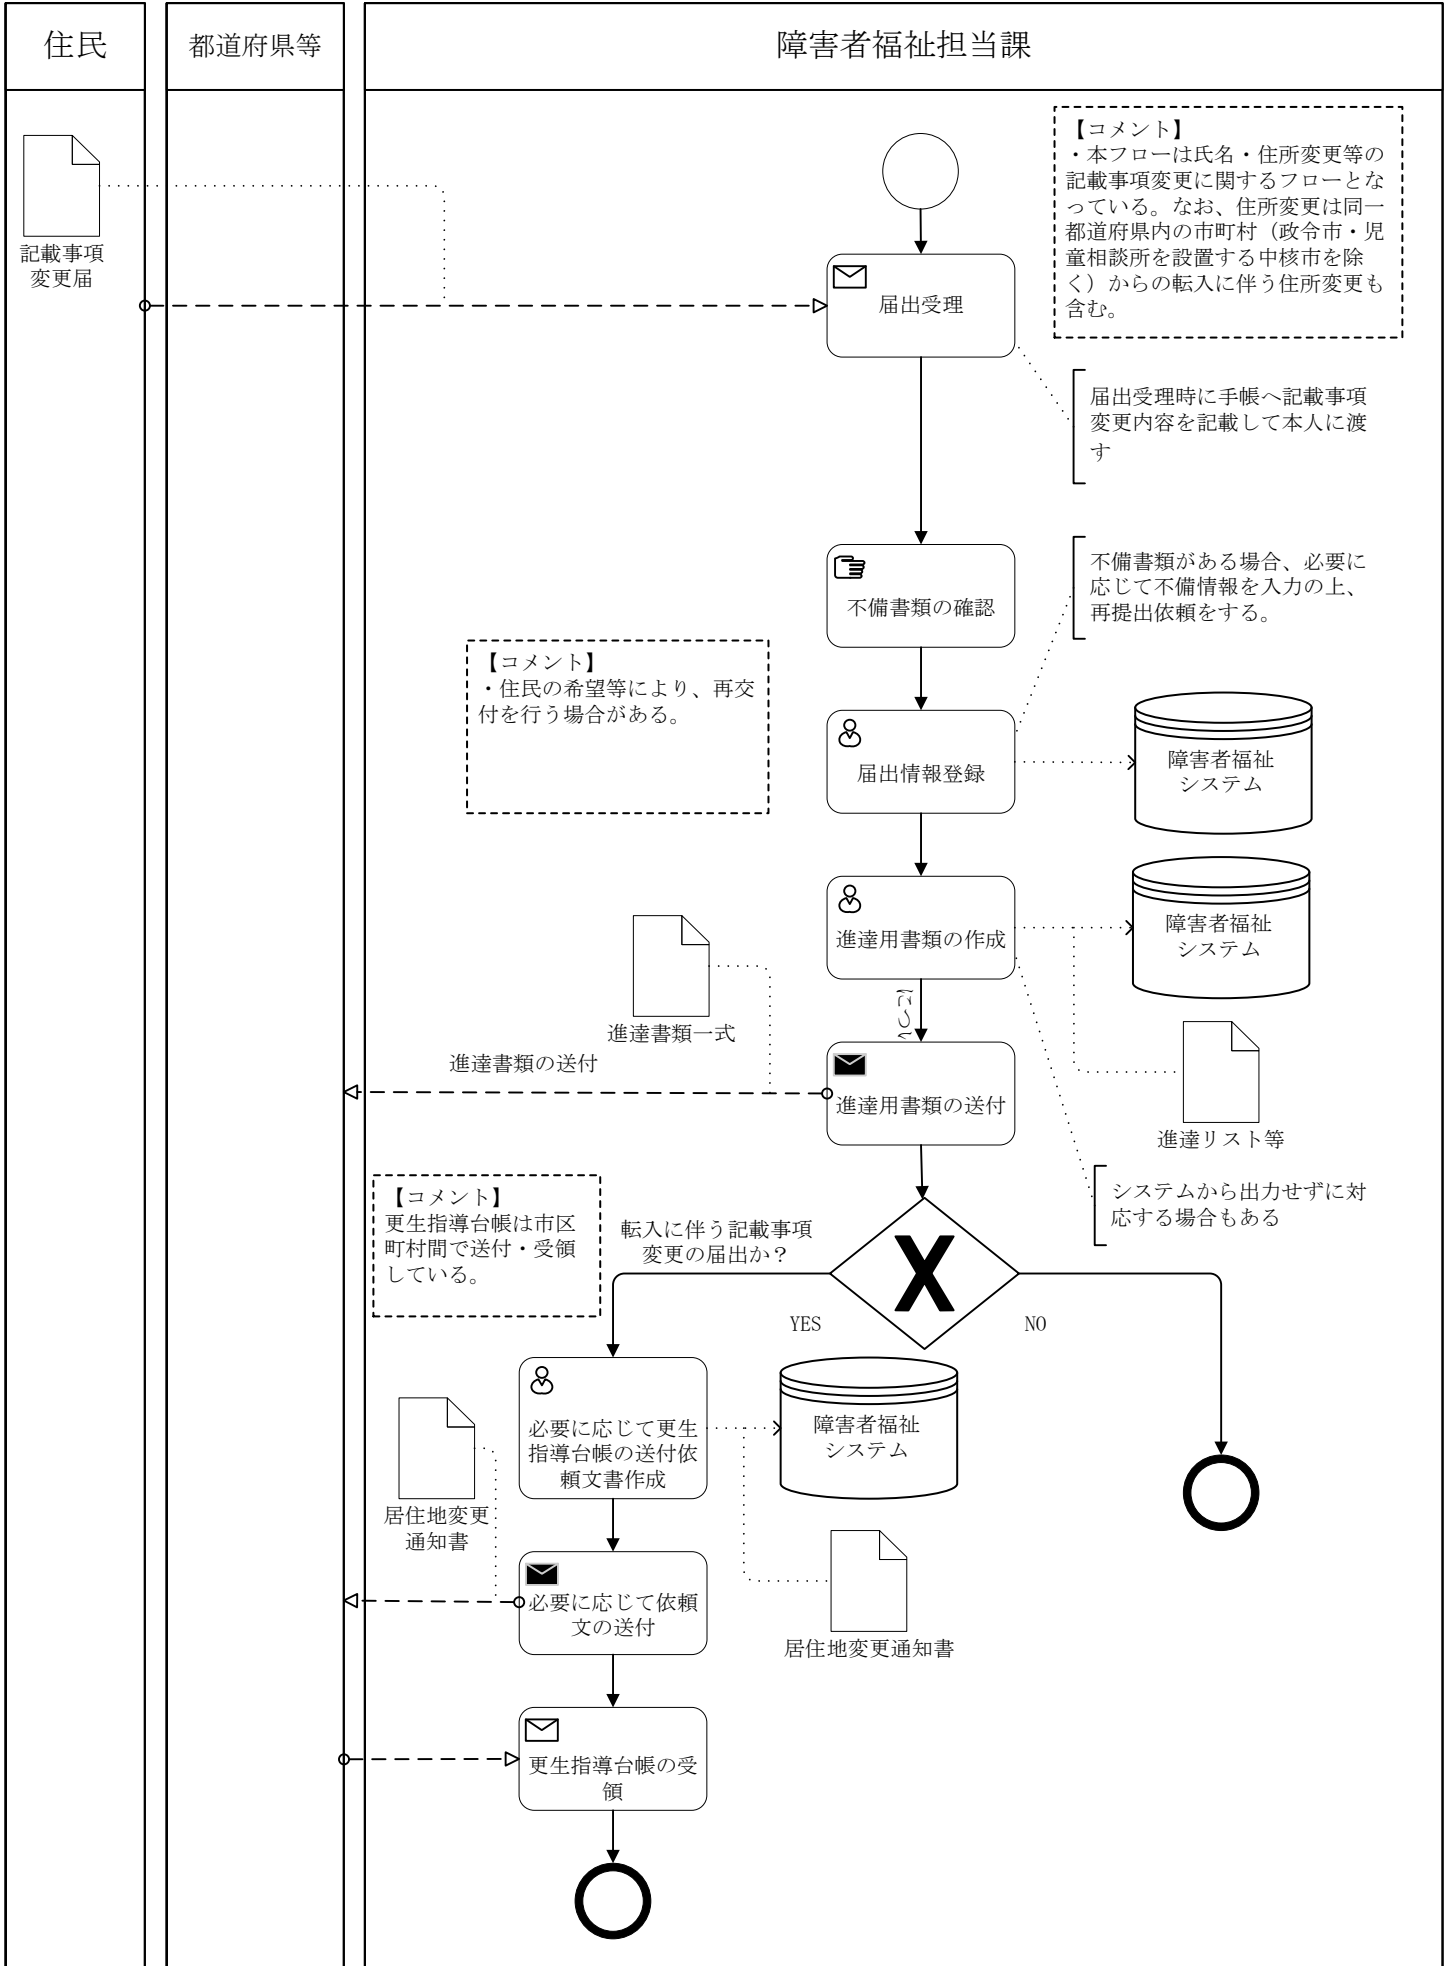 住民
都道府県等
障害者福祉担当課
記載事項
変更届
【コメント】
・本フローは氏名・住所変更等の
記載事項変更に関するフローとな
っている。なお、住所変更は同一
都道府県内の市町村（政令市・児
童相談所を設置する中核市を除
く）からの転入に伴う住所変更も
含む。
届出受理
届出受理時に手帳へ記載事項
変更内容を記載して本人に渡
す
不備書類の確認
不備書類がある場合、必要に
応じて不備情報を入力の上、
再提出依頼をする。
【コメント】
・住民の希望等により、再交
付を行う場合がある。
届出情報登録
障害者福祉
システム
進達用書類の作成
障害者福祉
システム
進達書類一式
進達書類の送付
進達用書類の送付
進達リスト等
システムから出力せずに対
応する場合もある
【コメント】
更生指導台帳は市区
町村間で送付・受領
している。
転入に伴う記載事項
変更の届出か？
YES
NO
必要に応じて更生
指導台帳の送付依
頼文書作成
障害者福祉
システム
居住地変更
通知書
必要に応じて依頼
文の送付
居住地変更通知書
更生指導台帳の受
領